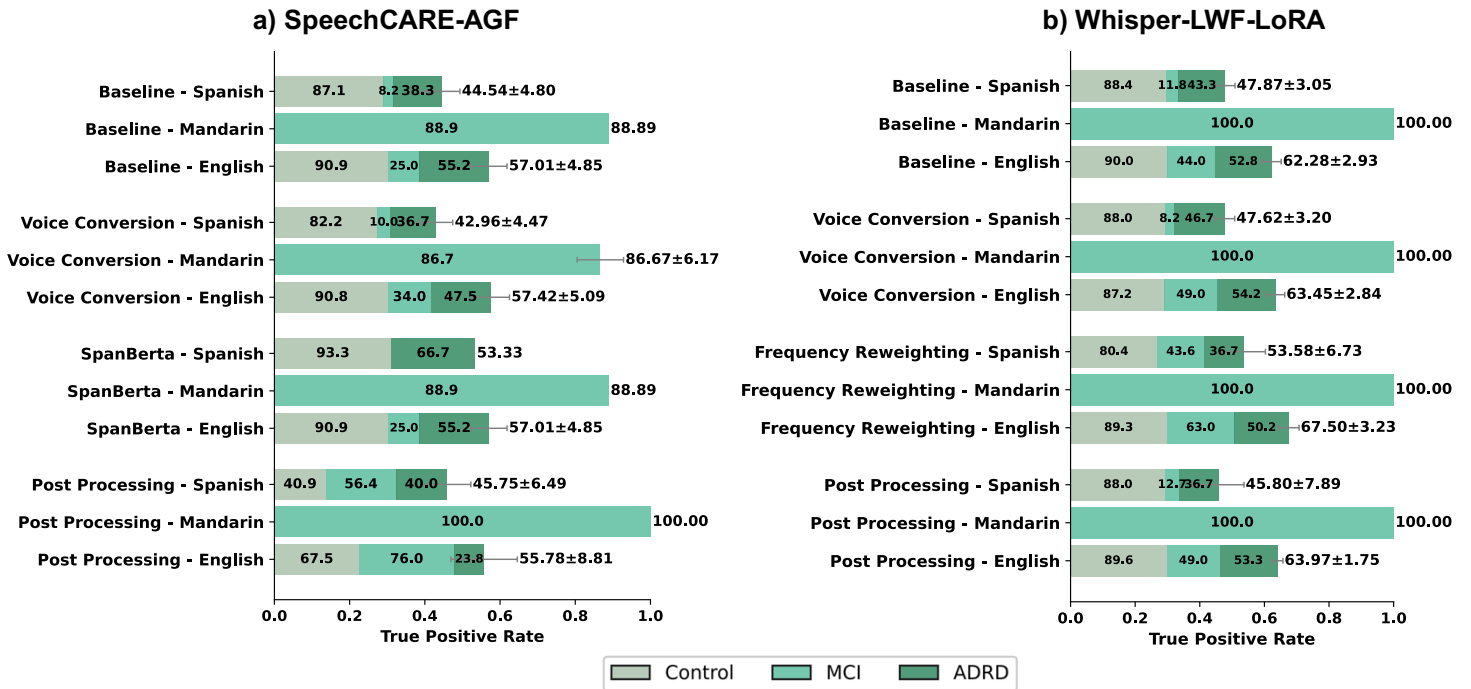 a) SpeechCARE-AGF
Baseline - Spanish 87.1 8.2 38.3 44.54±4.80
Baseline - Mandarin 88.9 88.89
Baseline - English 90.9 25.0 55.2 57.01±4.85
Voice Conversion - Spanish 82.2 10.0 36.7 42.96±4.47
Voice Conversion - Mandarin 86.7 86.67±6.17
Voice Conversion - English 90.8 34.0 47.5 57.42±5.09
SpanBerta - Spanish 93.3 66.7 53.33
SpanBerta - Mandarin 88.9 88.89
SpanBerta - English 90.9 25.0 55.2 57.01±4.85
Post Processing - Spanish 40.9 56.4 40.0 45.75±6.49
Post Processing - Mandarin 100.0 100.00
Post Processing - English 67.5 76.0 23.8 55.78±8.81
0.0 0.2 0.4 0.6 0.8 1.0
True Positive Rate
b) Whisper-LWF-LoRA
Baseline - Spanish 88.4 11.8 43.3 47.87±3.05
Baseline - Mandarin 100.0 100.00
Baseline - English 90.0 44.0 52.8 62.28±2.93
Voice Conversion - Spanish 88.0 8.2 46.7 47.62±3.20
Voice Conversion - Mandarin 100.0 100.00
Voice Conversion - English 87.2 49.0 54.2 63.45±2.84
Frequency Reweighting - Spanish 80.4 43.6 36.7 53.58±6.73
Frequency Reweighting - Mandarin 100.0 100.00
Frequency Reweighting - English 89.3 63.0 50.2 67.50±3.23
Post Processing - Spanish 88.0 12.7 36.7 45.80±7.89
Post Processing - Mandarin 100.0 100.00
Post Processing - English 89.6 49.0 53.3 63.97±1.75
0.0 0.2 0.4 0.6 0.8 1.0
True Positive Rate
Control MCI ADRD